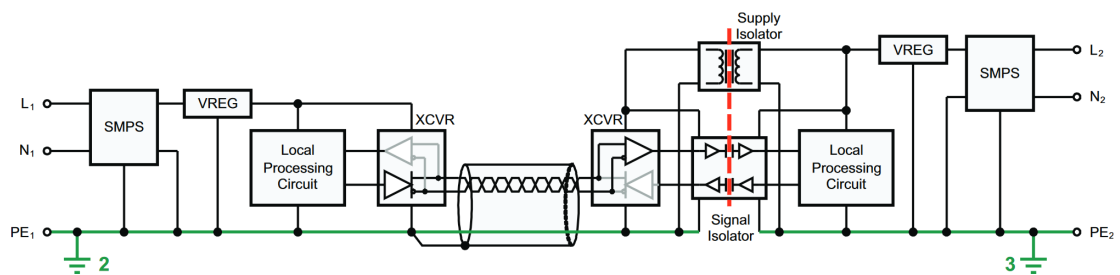 Supply
Isolator
L₁
N₁
PE₁
SMPS
VREG
Local
Processing
Circuit
XCVR
XCVR
Signal
Isolator
Local
Processing
Circuit
VREG
SMPS
L₂
N₂
PE₂
2
3